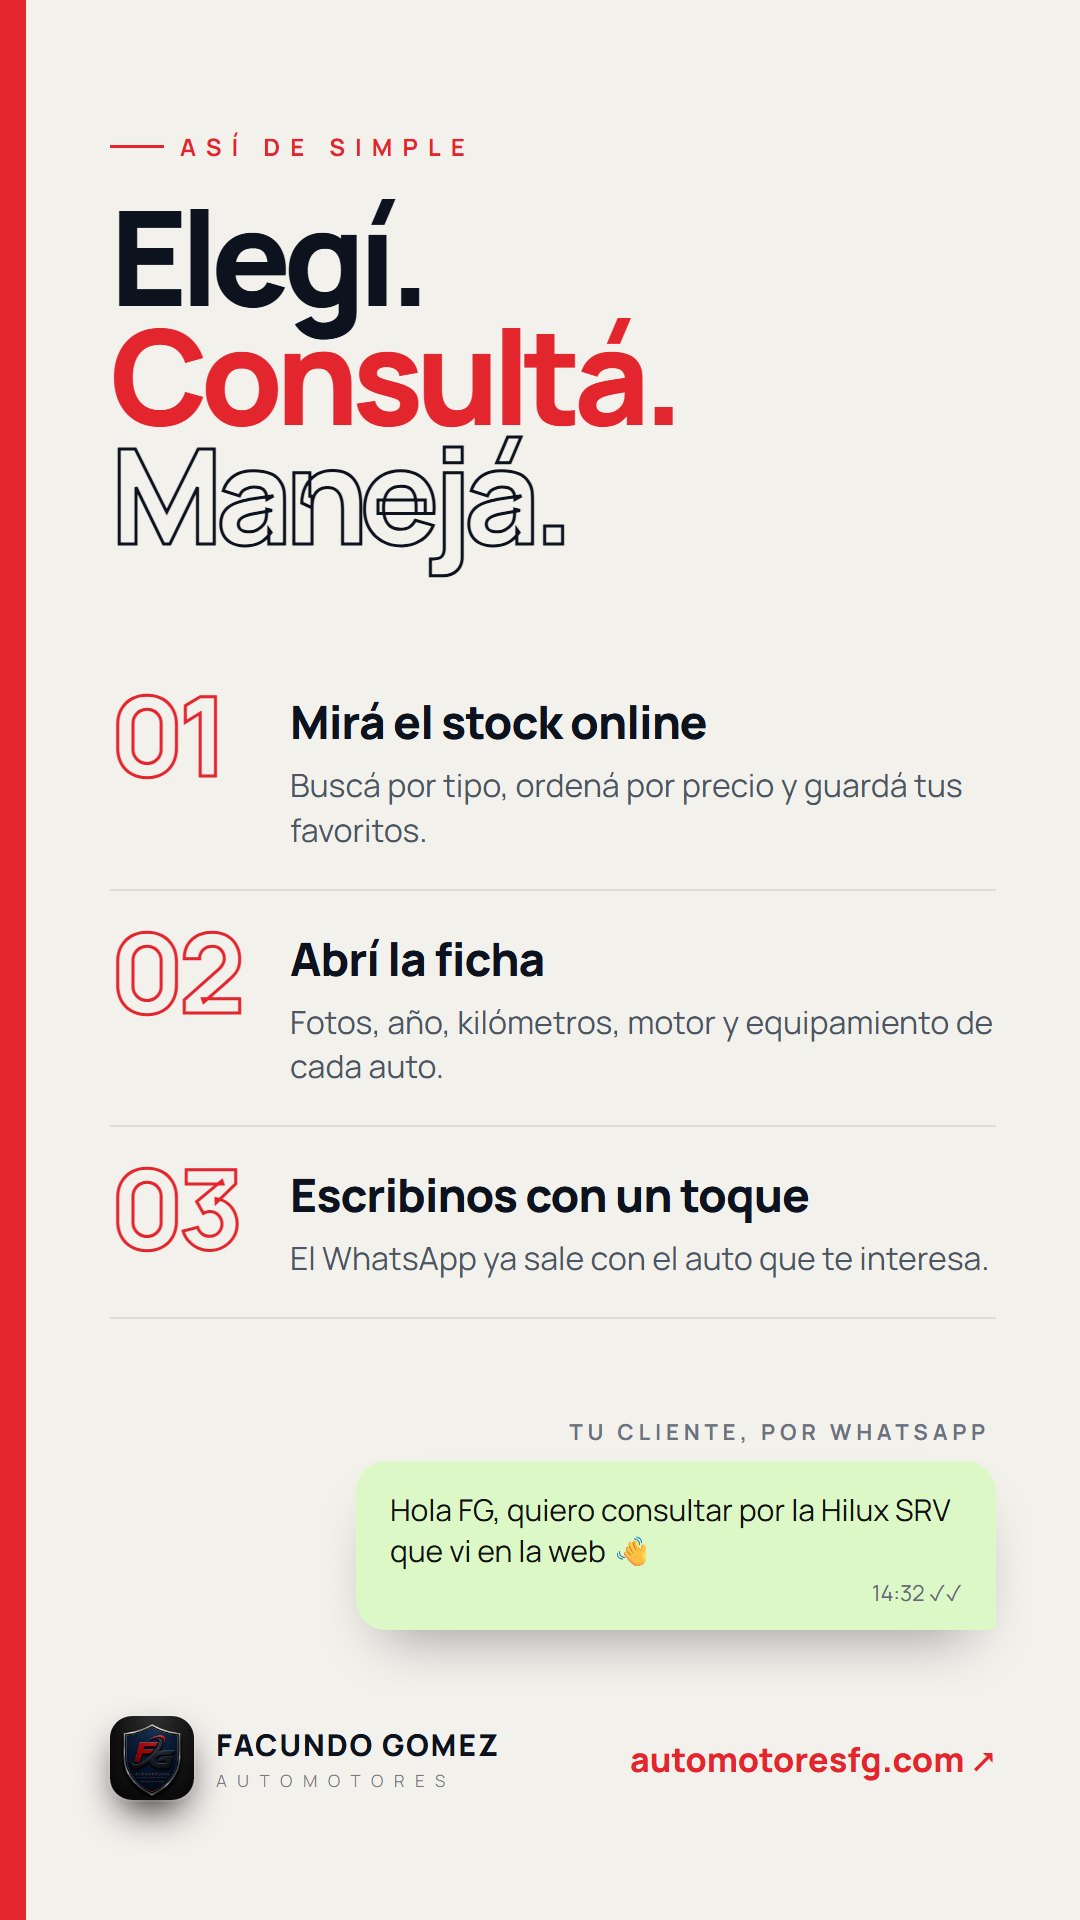 ASÍ DE SIMPLE
Elegí.
Consultá.
Manejá.
01
Mirá el stock online
Buscá por tipo, ordená por precio y guardá tus
favoritos.
02
Abrí la ficha
Fotos, año, kilómetros, motor y equipamiento de
cada auto.
03
Escribinos con un toque
El WhatsApp ya sale con el auto que te interesa.
TU CLIENTE, POR WHATSAPP
Hola FG, quiero consultar por la Hilux SRV
que vi en la web 👋
14:32 ✓✓
FG
FACUNDO GOMEZ
AUTOMOTORES
automotoresfg.com ↗